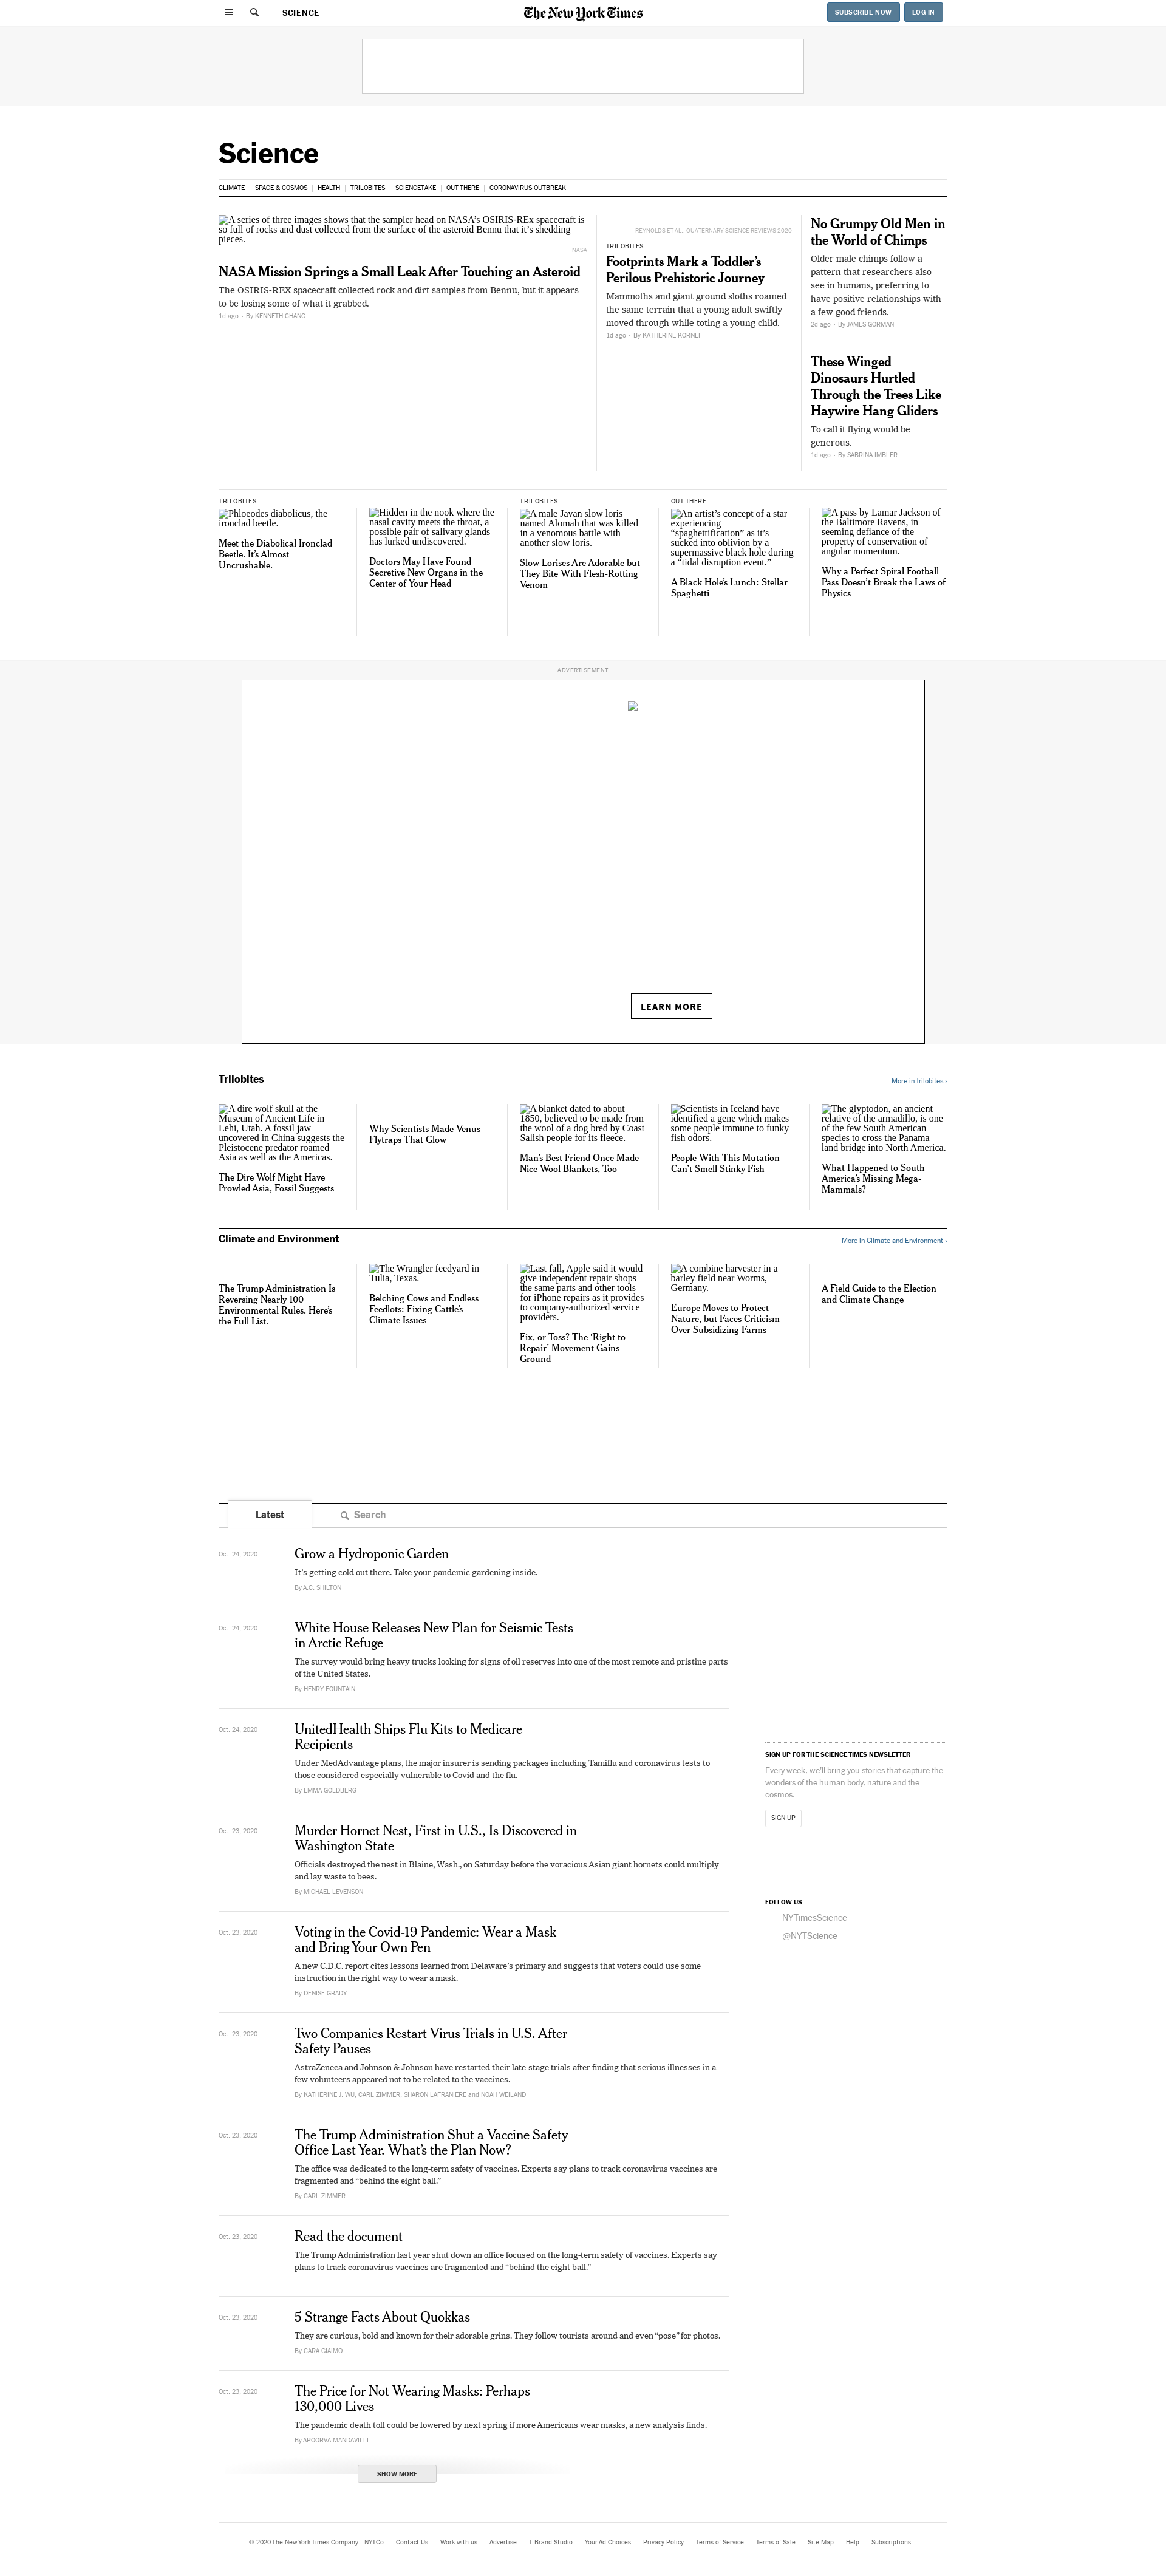 SCIENCE
The New York Times
SUBSCRIBE NOW
LOG IN
Science
CLIMATE
SPACE & COSMOS
HEALTH
TRILOBITES
SCIENCETAKE
OUT THERE
CORONAVIRUS OUTBREAK
A series of three images shows that the sampler head on NASA's OSIRIS-REx spacecraft is
so full of rocks and dust collected from the surface of the asteroid Bennu that it's shedding
pieces.
NASA
NASA Mission Springs a Small Leak After Touching an Asteroid
The OSIRIS-REX spacecraft collected rock and dirt samples from Bennu, but it appears
to be losing some of what it grabbed.
1d ago • By KENNETH CHANG
REYNOLDS ET AL., QUATERNARY SCIENCE REVIEWS 2020
TRILOBITES
Footprints Mark a Toddler's
Perilous Prehistoric Journey
Mammoths and giant ground sloths roamed
the same terrain that a young adult swiftly
moved through while toting a young child.
1d ago • By KATHERINE KORNEI
No Grumpy Old Men in
the World of Chimps
Older male chimps follow a
pattern that researchers also
see in humans, preferring to
have positive relationships with
a few good friends.
2d ago • By JAMES GORMAN
These Winged
Dinosaurs Hurtled
Through the Trees Like
Haywire Hang Gliders
To call it flying would be
generous.
1d ago • By SABRINA IMBLER
TRILOBITES
Phloeodes diabolicus, the
ironclad beetle.
Meet the Diabolical Ironclad
Beetle. It's Almost
Uncrushable.
Hidden in the nook where the
nasal cavity meets the throat, a
possible pair of salivary glands
has lurked undiscovered.
Doctors May Have Found
Secretive New Organs in the
Center of Your Head
TRILOBITES
A male Javan slow loris
named Alomah that was killed
in a venomous battle with
another slow loris.
Slow Lorises Are Adorable but
They Bite With Flesh-Rotting
Venom
OUT THERE
An artist's concept of a star
experiencing
"spaghettification" as it's
sucked into oblivion by a
supermassive black hole during
a "tidal disruption event."
A Black Hole's Lunch: Stellar
Spaghetti
A pass by Lamar Jackson of
the Baltimore Ravens, in
seeming defiance of the
property of conservation of
angular momentum.
Why a Perfect Spiral Football
Pass Doesn't Break the Laws of
Physics
ADVERTISEMENT
LEARN MORE
Trilobites
More in Trilobites ›
A dire wolf skull at the
Museum of Ancient Life in
Lehi, Utah. A fossil jaw
uncovered in China suggests the
Pleistocene predator roamed
Asia as well as the Americas.
The Dire Wolf Might Have
Prowled Asia, Fossil Suggests
Why Scientists Made Venus
Flytraps That Glow
A blanket dated to about
1850, believed to be made from
the wool of a dog bred by Coast
Salish people for its fleece.
Man's Best Friend Once Made
Nice Wool Blankets, Too
Scientists in Iceland have
identified a gene which makes
some people immune to funky
fish odors.
People With This Mutation
Can't Smell Stinky Fish
The glyptodon, an ancient
relative of the armadillo, is one
of the few South American
species to cross the Panama
land bridge into North America.
What Happened to South
America's Missing Mega-
Mammals?
Climate and Environment
More in Climate and Environment ›
The Trump Administration Is
Reversing Nearly 100
Environmental Rules. Here's
the Full List.
The Wrangler feedyard in
Tulia, Texas.
Belching Cows and Endless
Feedlots: Fixing Cattle's
Climate Issues
Last fall, Apple said it would
give independent repair shops
the same parts and other tools
for iPhone repairs as it provides
to company-authorized service
providers.
Fix, or Toss? The 'Right to
Repair' Movement Gains
Ground
A combine harvester in a
barley field near Worms,
Germany.
Europe Moves to Protect
Nature, but Faces Criticism
Over Subsidizing Farms
A Field Guide to the Election
and Climate Change
Latest
Search
Oct. 24, 2020
Grow a Hydroponic Garden
It's getting cold out there. Take your pandemic gardening inside.
By A.C. SHILTON
Oct. 24, 2020
White House Releases New Plan for Seismic Tests
in Arctic Refuge
The survey would bring heavy trucks looking for signs of oil reserves into one of the most remote and pristine parts
of the United States.
By HENRY FOUNTAIN
Oct. 24, 2020
UnitedHealth Ships Flu Kits to Medicare
Recipients
Under MedAdvantage plans, the major insurer is sending packages including Tamiflu and coronavirus tests to
those considered especially vulnerable to Covid and the flu.
By EMMA GOLDBERG
Oct. 23, 2020
Murder Hornet Nest, First in U.S., Is Discovered in
Washington State
Officials destroyed the nest in Blaine, Wash., on Saturday before the voracious Asian giant hornets could multiply
and lay waste to bees.
By MICHAEL LEVENSON
Oct. 23, 2020
Voting in the Covid-19 Pandemic: Wear a Mask
and Bring Your Own Pen
A new C.D.C. report cites lessons learned from Delaware's primary and suggests that voters could use some
instruction in the right way to wear a mask.
By DENISE GRADY
Oct. 23, 2020
Two Companies Restart Virus Trials in U.S. After
Safety Pauses
AstraZeneca and Johnson & Johnson have restarted their late-stage trials after finding that serious illnesses in a
few volunteers appeared not to be related to the vaccines.
By KATHERINE J. WU, CARL ZIMMER, SHARON LAFRANIERE and NOAH WEILAND
Oct. 23, 2020
The Trump Administration Shut a Vaccine Safety
Office Last Year. What's the Plan Now?
The office was dedicated to the long-term safety of vaccines. Experts say plans to track coronavirus vaccines are
fragmented and "behind the eight ball."
By CARL ZIMMER
Oct. 23, 2020
Read the document
The Trump Administration last year shut down an office focused on the long-term safety of vaccines. Experts say
plans to track coronavirus vaccines are fragmented and "behind the eight ball."
Oct. 23, 2020
5 Strange Facts About Quokkas
They are curious, bold and known for their adorable grins. They follow tourists around and even "pose" for photos.
By CARA GIAIMO
Oct. 23, 2020
The Price for Not Wearing Masks: Perhaps
130,000 Lives
The pandemic death toll could be lowered by next spring if more Americans wear masks, a new analysis finds.
By APOORVA MANDAVILLI
SHOW MORE
SIGN UP FOR THE SCIENCE TIMES NEWSLETTER
Every week, we'll bring you stories that capture the
wonders of the human body, nature and the
cosmos.
SIGN UP
FOLLOW US
NYTimesScience
@NYTScience
© 2020 The New York Times Company
NYTCo
Contact Us
Work with us
Advertise
T Brand Studio
Your Ad Choices
Privacy Policy
Terms of Service
Terms of Sale
Site Map
Help
Subscriptions